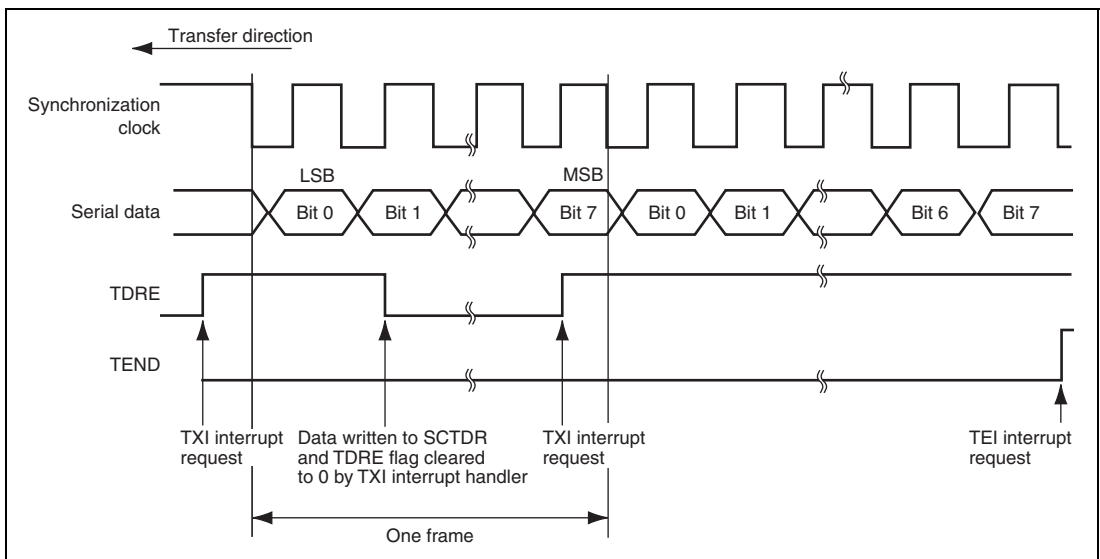 Transfer direction
Synchronization
clock
LSB
MSB
Serial data
Bit 0
Bit 1
Bit 7
Bit 0
Bit 1
Bit 6
Bit 7
TDRE
TEND
TXI interrupt
request
Data written to SCTDR
and TDRE flag cleared
to 0 by TXI interrupt handler
TXI interrupt
request
TEI interrupt
request
One frame